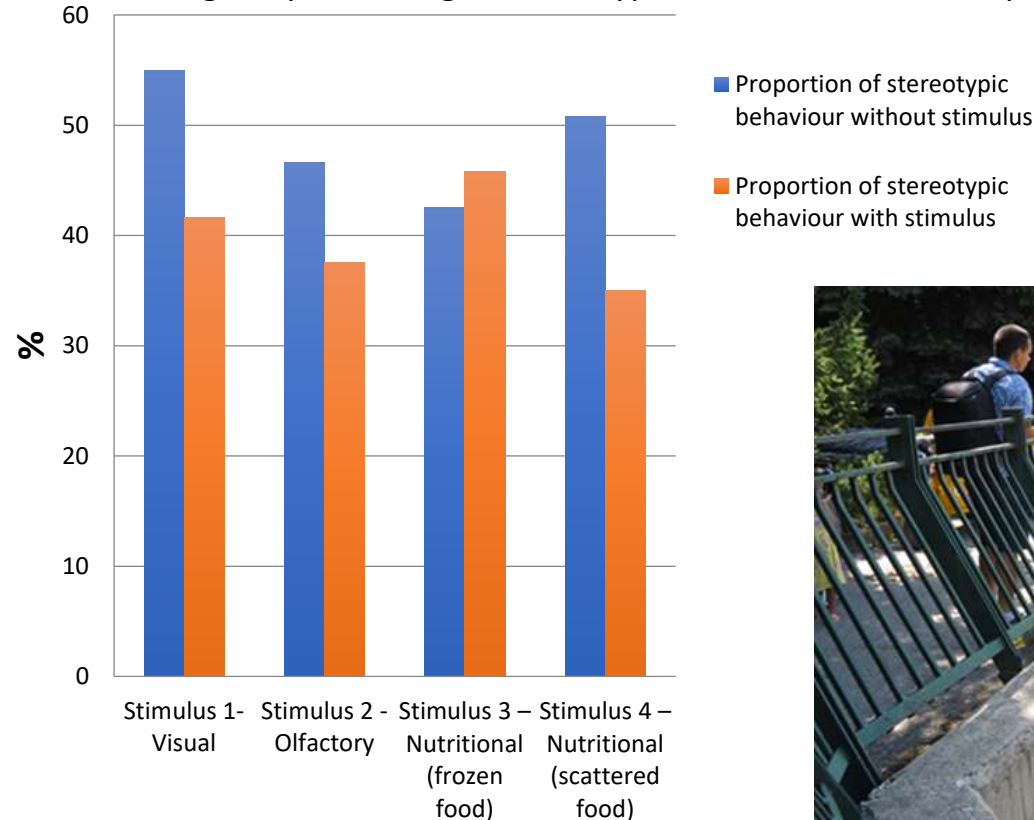 60
50
40
30
20
10
0
%
Stimulus 1- Visual
Stimulus 2 - Olfactory
Stimulus 3 – Nutritional (frozen food)
Stimulus 4 – Nutritional (scattered food)
Proportion of stereotypic
behaviour without stimulus
Proportion of stereotypic
behaviour with stimulus